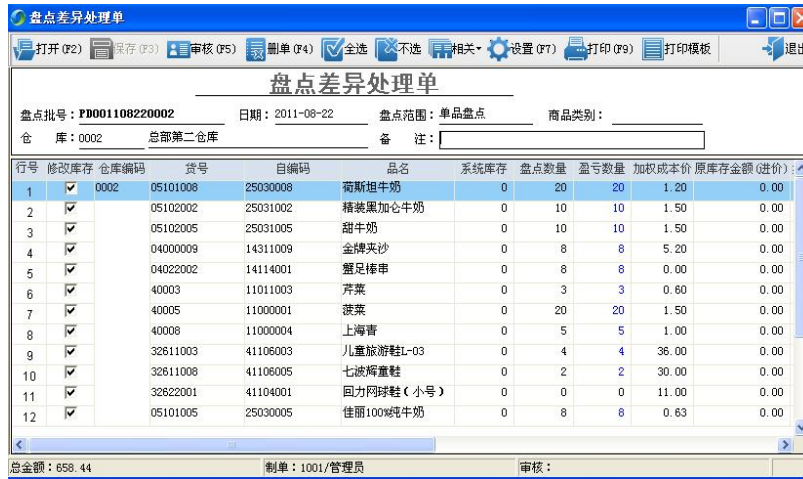 盘点差异处理单
打开(F2) 保存(F3) 审核(F5) 删单(F4) 全选 不选 相关 设置(F7) 打印(F9) 打印模板 退出
盘点差异处理单
盘点批号：PD001108220002 日期：2011-08-22 盘点范围：单品盘点 商品类别：
仓 库：0002 总部第二仓库 备 注：
行号 修改库存 仓库编码 货号 自编码 品名 系统库存 盘点数量 盈亏数量 加权成本价 原库存金额(进价)
1 0002 05101008 25030008 荷斯坦牛奶 0 20 20 1.20 0.00
2 05102002 25031002 精装黑加仑牛奶 0 10 10 1.50 0.00
3 05102005 25031005 甜牛奶 0 10 10 1.50 0.00
4 04000009 14311009 金牌夹沙 0 8 8 5.20 0.00
5 04022002 14114001 蟹足棒串 0 8 8 0.00 0.00
6 40003 11011003 芹菜 0 3 3 0.60 0.00
7 40005 11000001 菠菜 0 20 20 1.50 0.00
8 40008 11000004 上海青 0 5 5 1.00 0.00
9 32611003 41106003 儿童旅游鞋L-03 0 4 4 36.00 0.00
10 32611008 41106005 七波辉童鞋 0 2 2 30.00 0.00
11 32622001 41104001 回力网球鞋（小号） 0 0 0 11.00 0.00
12 05101005 25030005 佳丽100%纯牛奶 0 8 8 0.63 0.00
总金额：658.44 制单：1001/管理员 审核：